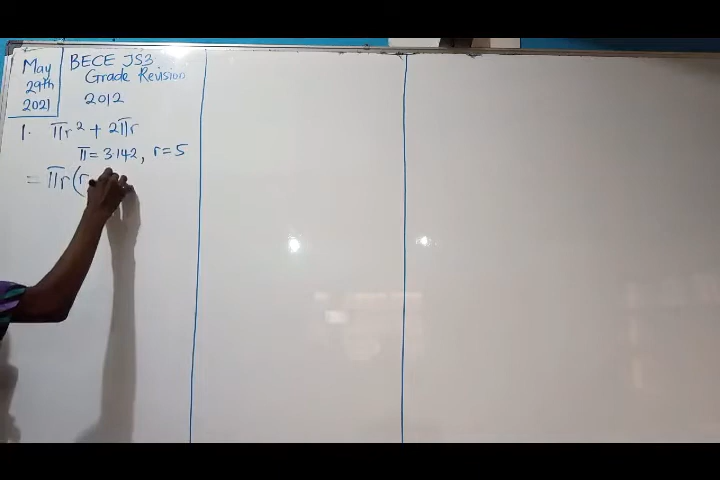 May
29th
2021
BECE JS3
Grade Revision
2012
1. πr² + 2πr
π = 3.142, r = 5
= πr(r